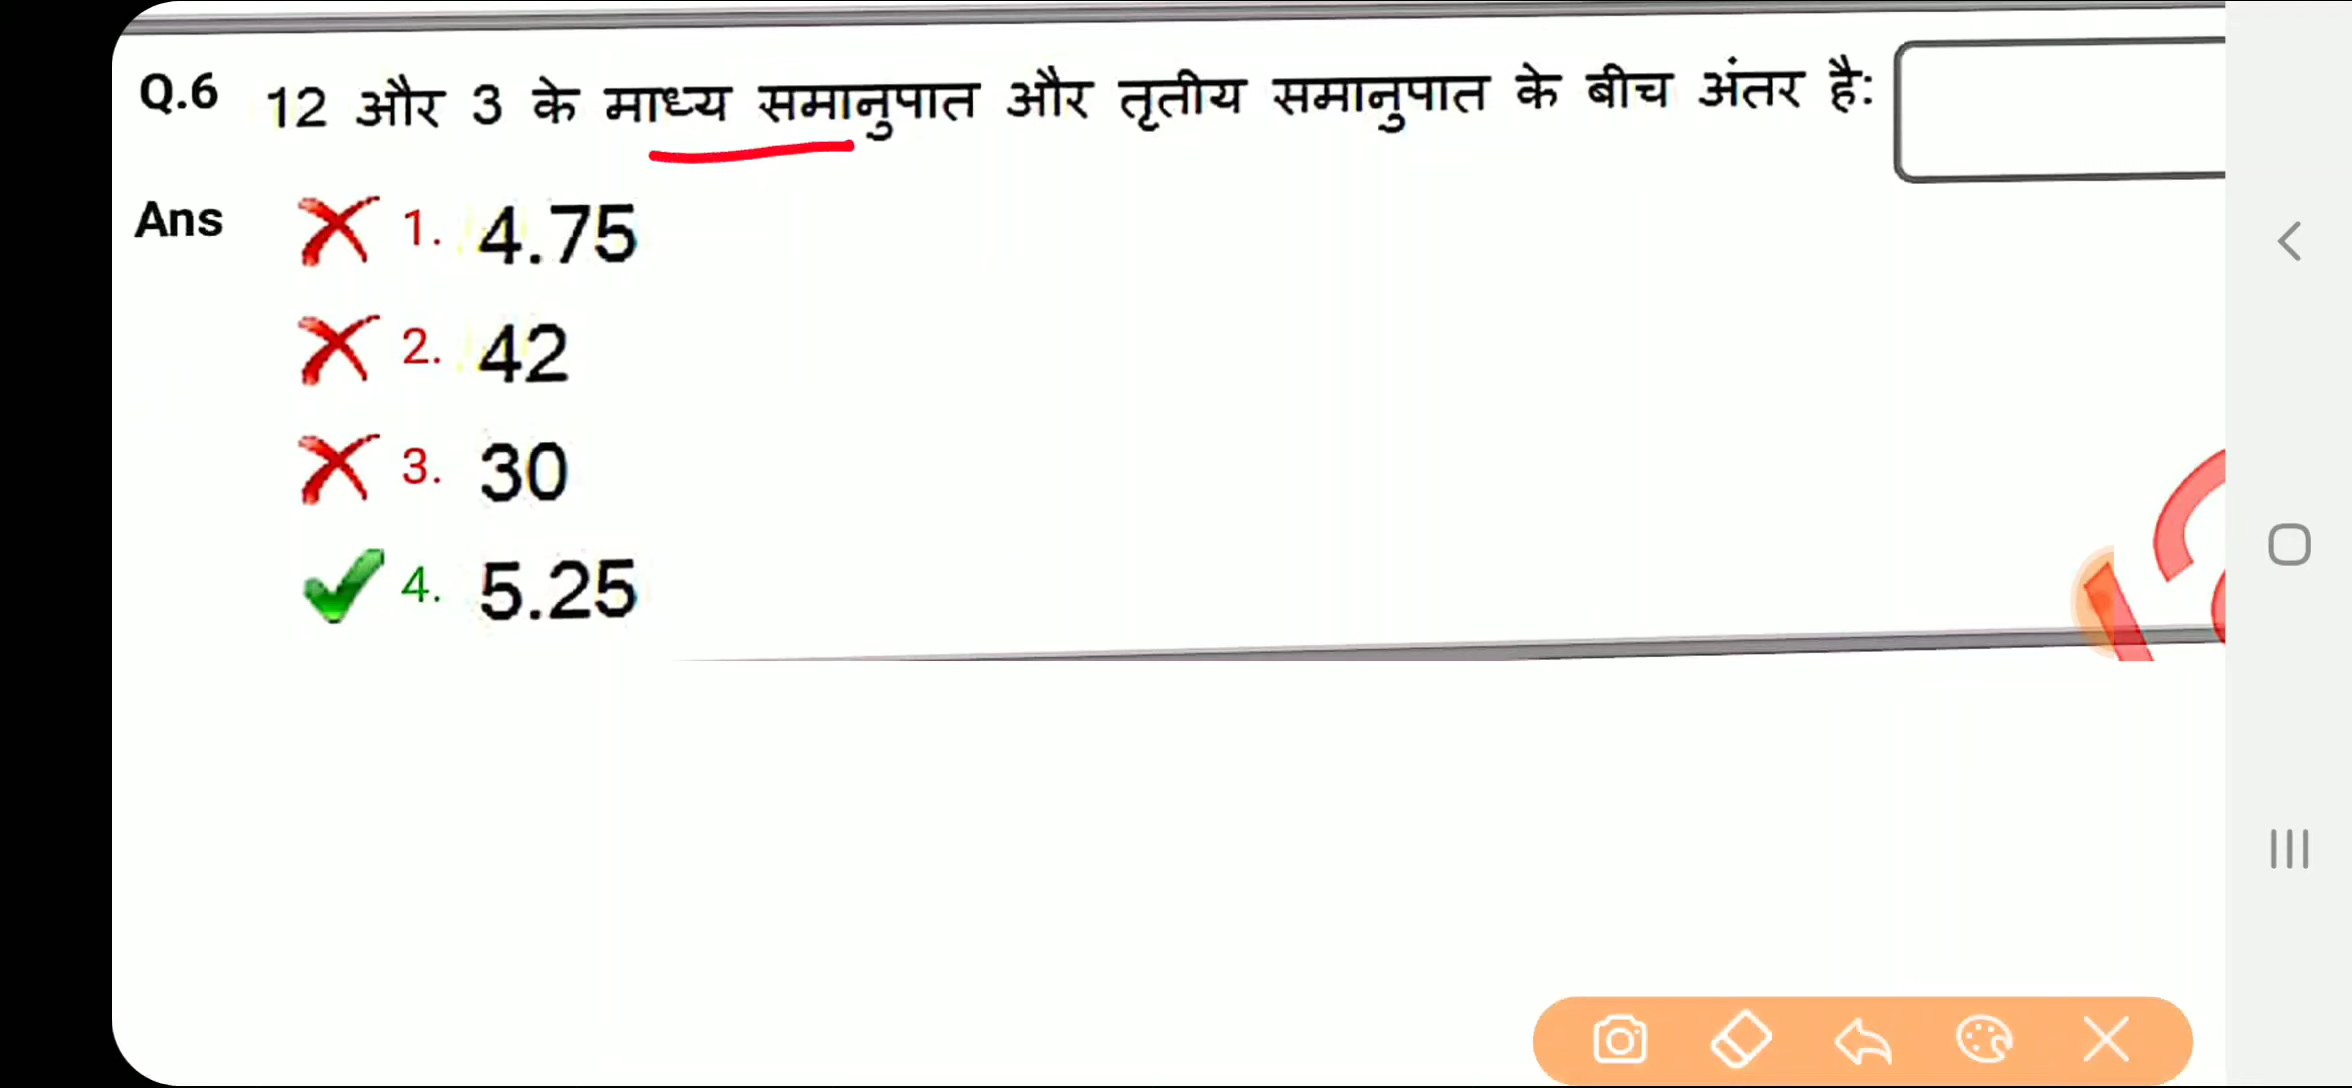 Q.6 12 और 3 के माध्य समानुपात और तृतीय समानुपात के बीच अंतर है:
Ans 1. 4.75
2. 42
3. 30
4. 5.25